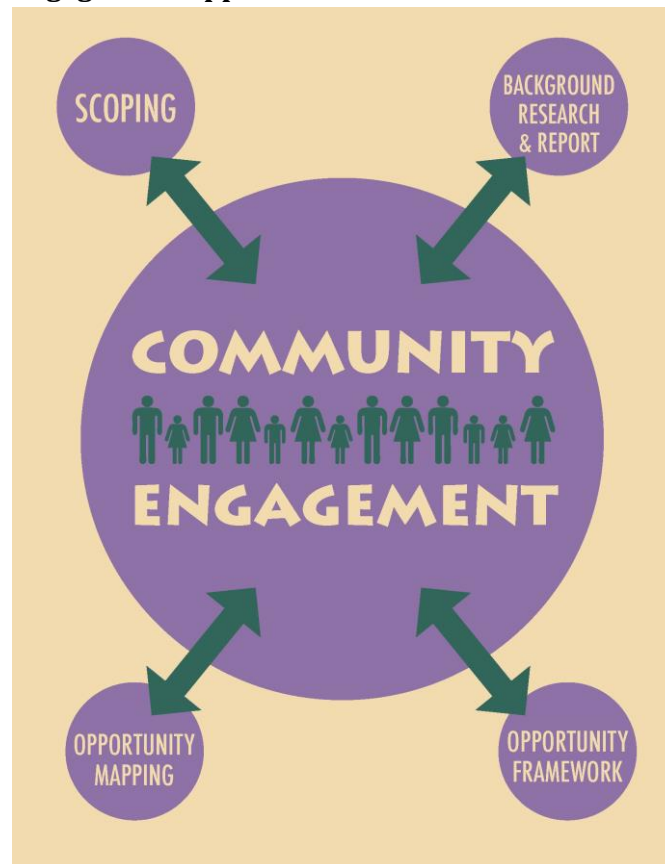 SCOPING
BACKGROUND
RESEARCH
& REPORT
COMMUNITY
ENGAGEMENT
OPPORTUNITY
MAPPING
OPPORTUNITY
FRAMEWORK